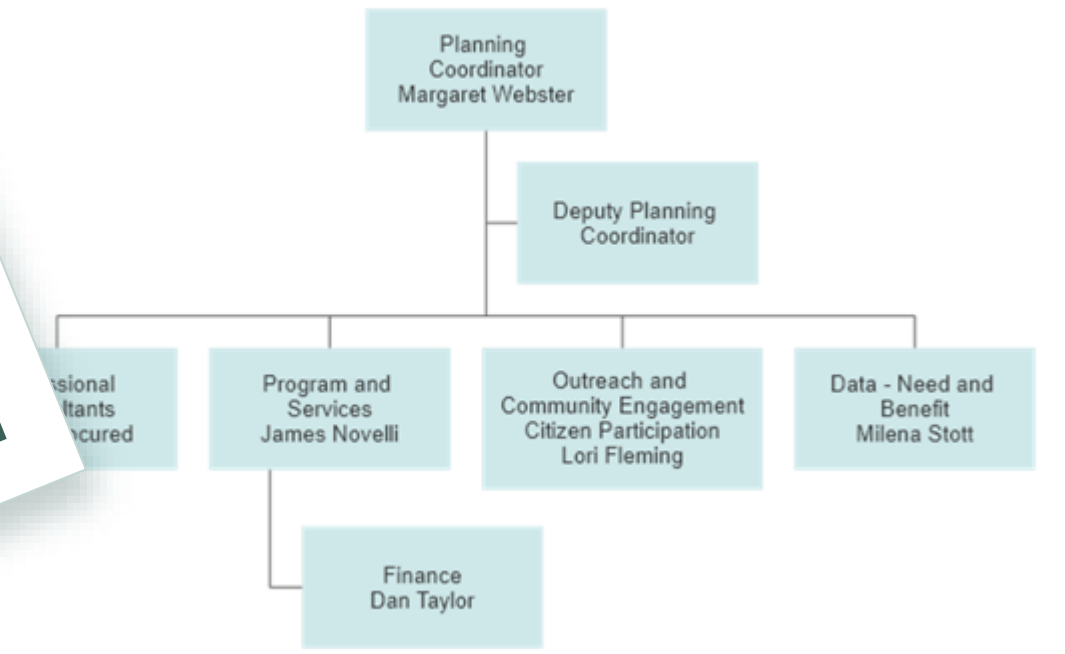 Planning
Coordinator
Margaret Webster
Deputy Planning
Coordinator
Program and
Services
James Novelli
Outreach and
Community Engagement
Citizen Participation
Lori Fleming
Data - Need and
Benefit
Milena Stott
Finance
Dan Taylor